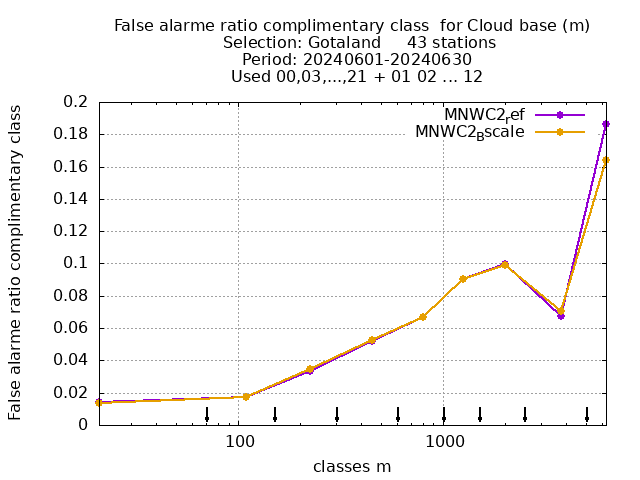 False alarme ratio complimentary class  for Cloud base (m)
Selection: Gotaland     43 stations
Period: 20240601-20240630
Used 00,03,...,21 + 01 02 ... 12
False alarme ratio complimentary class
0.2
0.18
0.16
0.14
0.12
0.1
0.08
0.06
0.04
0.02
0
MNWC2ref
MNWC2Bscale
100
1000
classes m